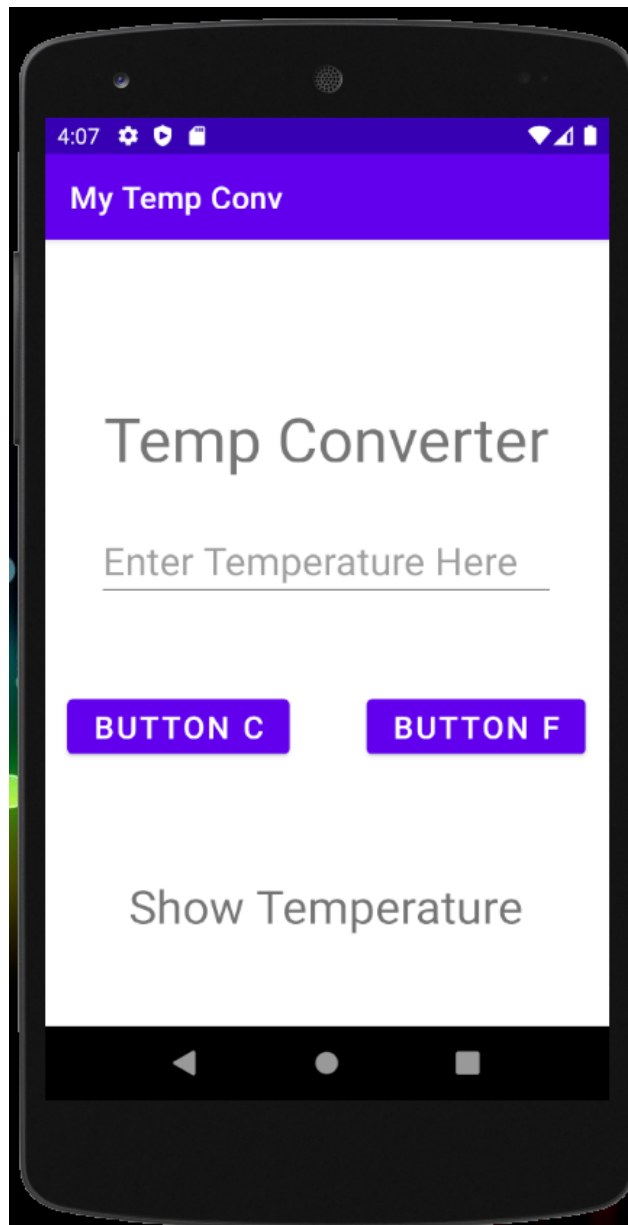 4:07
My Temp Conv
Temp Converter
Enter Temperature Here
BUTTON C BUTTON F
Show Temperature